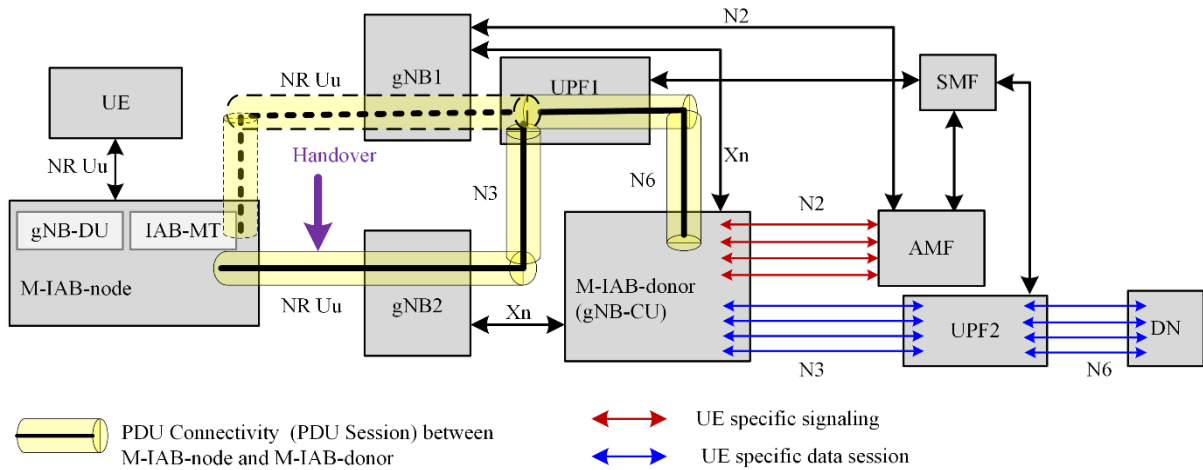 N2
gNB1
UPF1
SMF
UE
NR Uu
NR Uu
Handover
N3
N6
Xn
gNB-DU
IAB-MT
M-IAB-node
NR Uu
gNB2
Xn
M-IAB-donor
(gNB-CU)
N2
AMF
UPF2
DN
N3
N6
PDU Connectivity (PDU Session) between
M-IAB-node and M-IAB-donor
UE specific signaling
UE specific data session